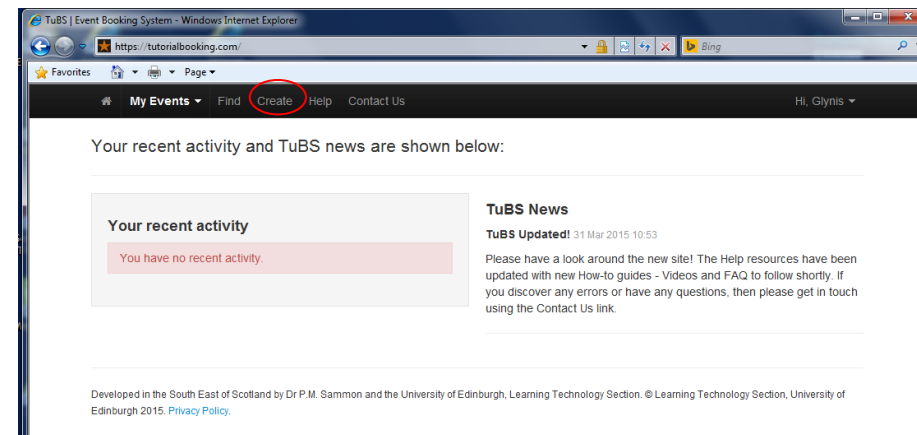 TuBS | Event Booking System - Windows Internet Explorer
https://tutorialbooking.com/
Bing
Favorites
Page
My Events Find Create Help Contact Us Hi, Glynis
Your recent activity and TuBS news are shown below:
Your recent activity
You have no recent activity.
TuBS News
TuBS Updated! 31 Mar 2015 10:53
Please have a look around the new site! The Help resources have been
updated with new How-to guides - Videos and FAQ to follow shortly. If
you discover any errors or have any questions, then please get in touch
using the Contact Us link.
Developed in the South East of Scotland by Dr P.M. Sammon and the University of Edinburgh, Learning Technology Section. © Learning Technology Section, University of
Edinburgh 2015. Privacy Policy.